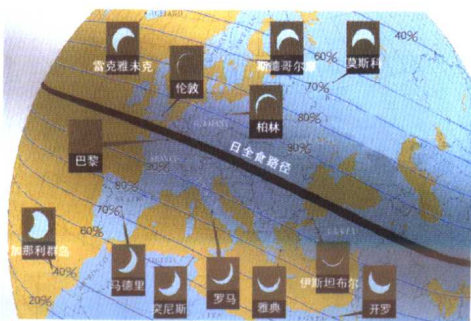 40%
60%
70%
富克雅未克
伦敦
斯德哥尔摩
莫斯科
80%
柏林
90%
日全食路径
巴黎
90%
80%
70%
加那利群岛
60%
40%
20%
马德里
突尼斯
罗马
雅典
伊斯坦布尔
开罗